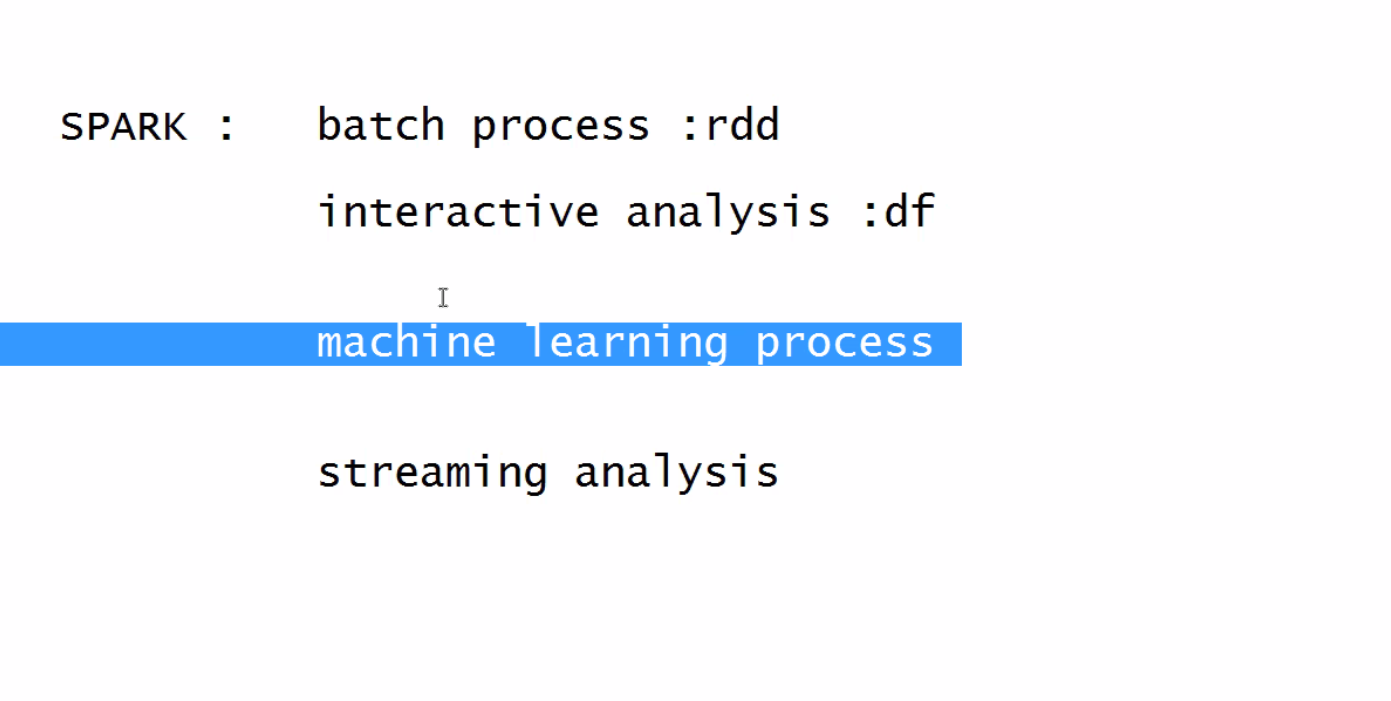 SPARK : batch process :rdd
interactive analysis :df
machine learning process
streaming analysis